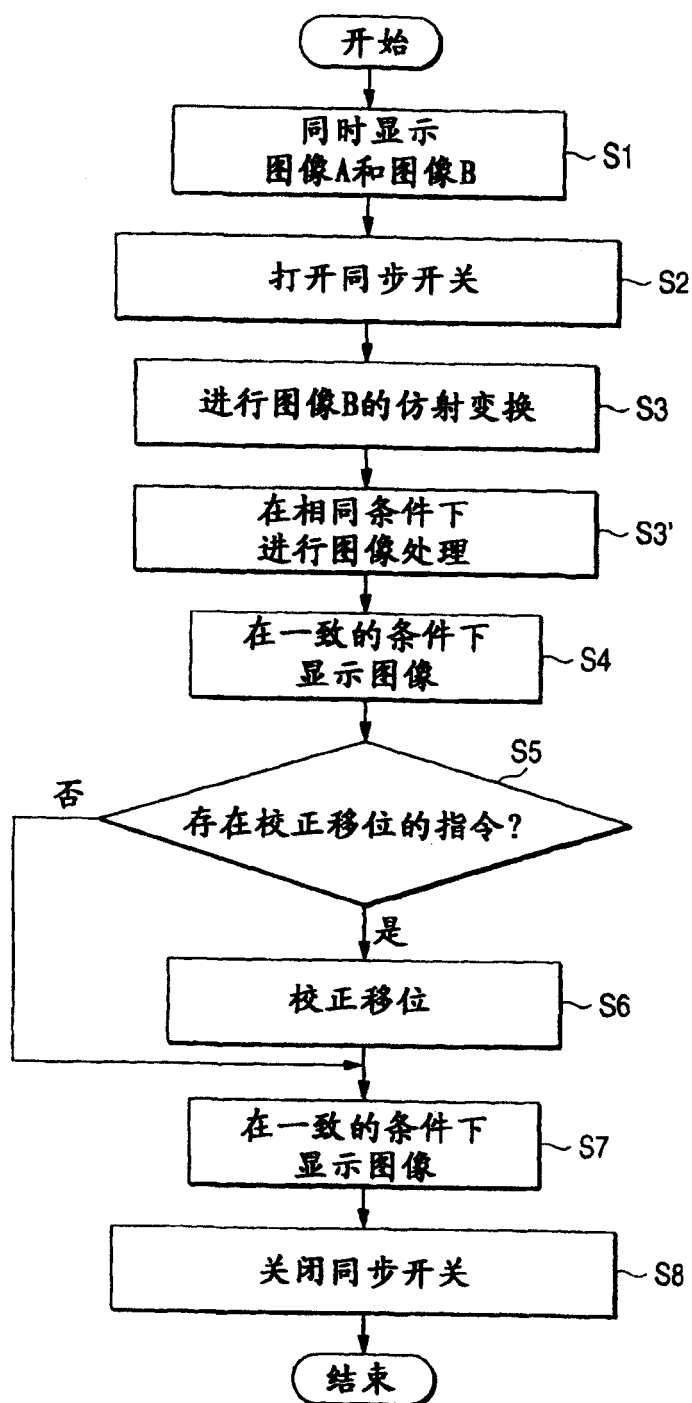 开始
同时显示
图像A和图像B
S1
打开同步开关
S2
进行图像B的仿射变换
S3
在相同条件下
进行图像处理
S3'
在一致的条件下
显示图像
S4
S5
否
存在校正移位的指令?
是
校正移位
S6
在一致的条件下
显示图像
S7
关闭同步开关
S8
结束